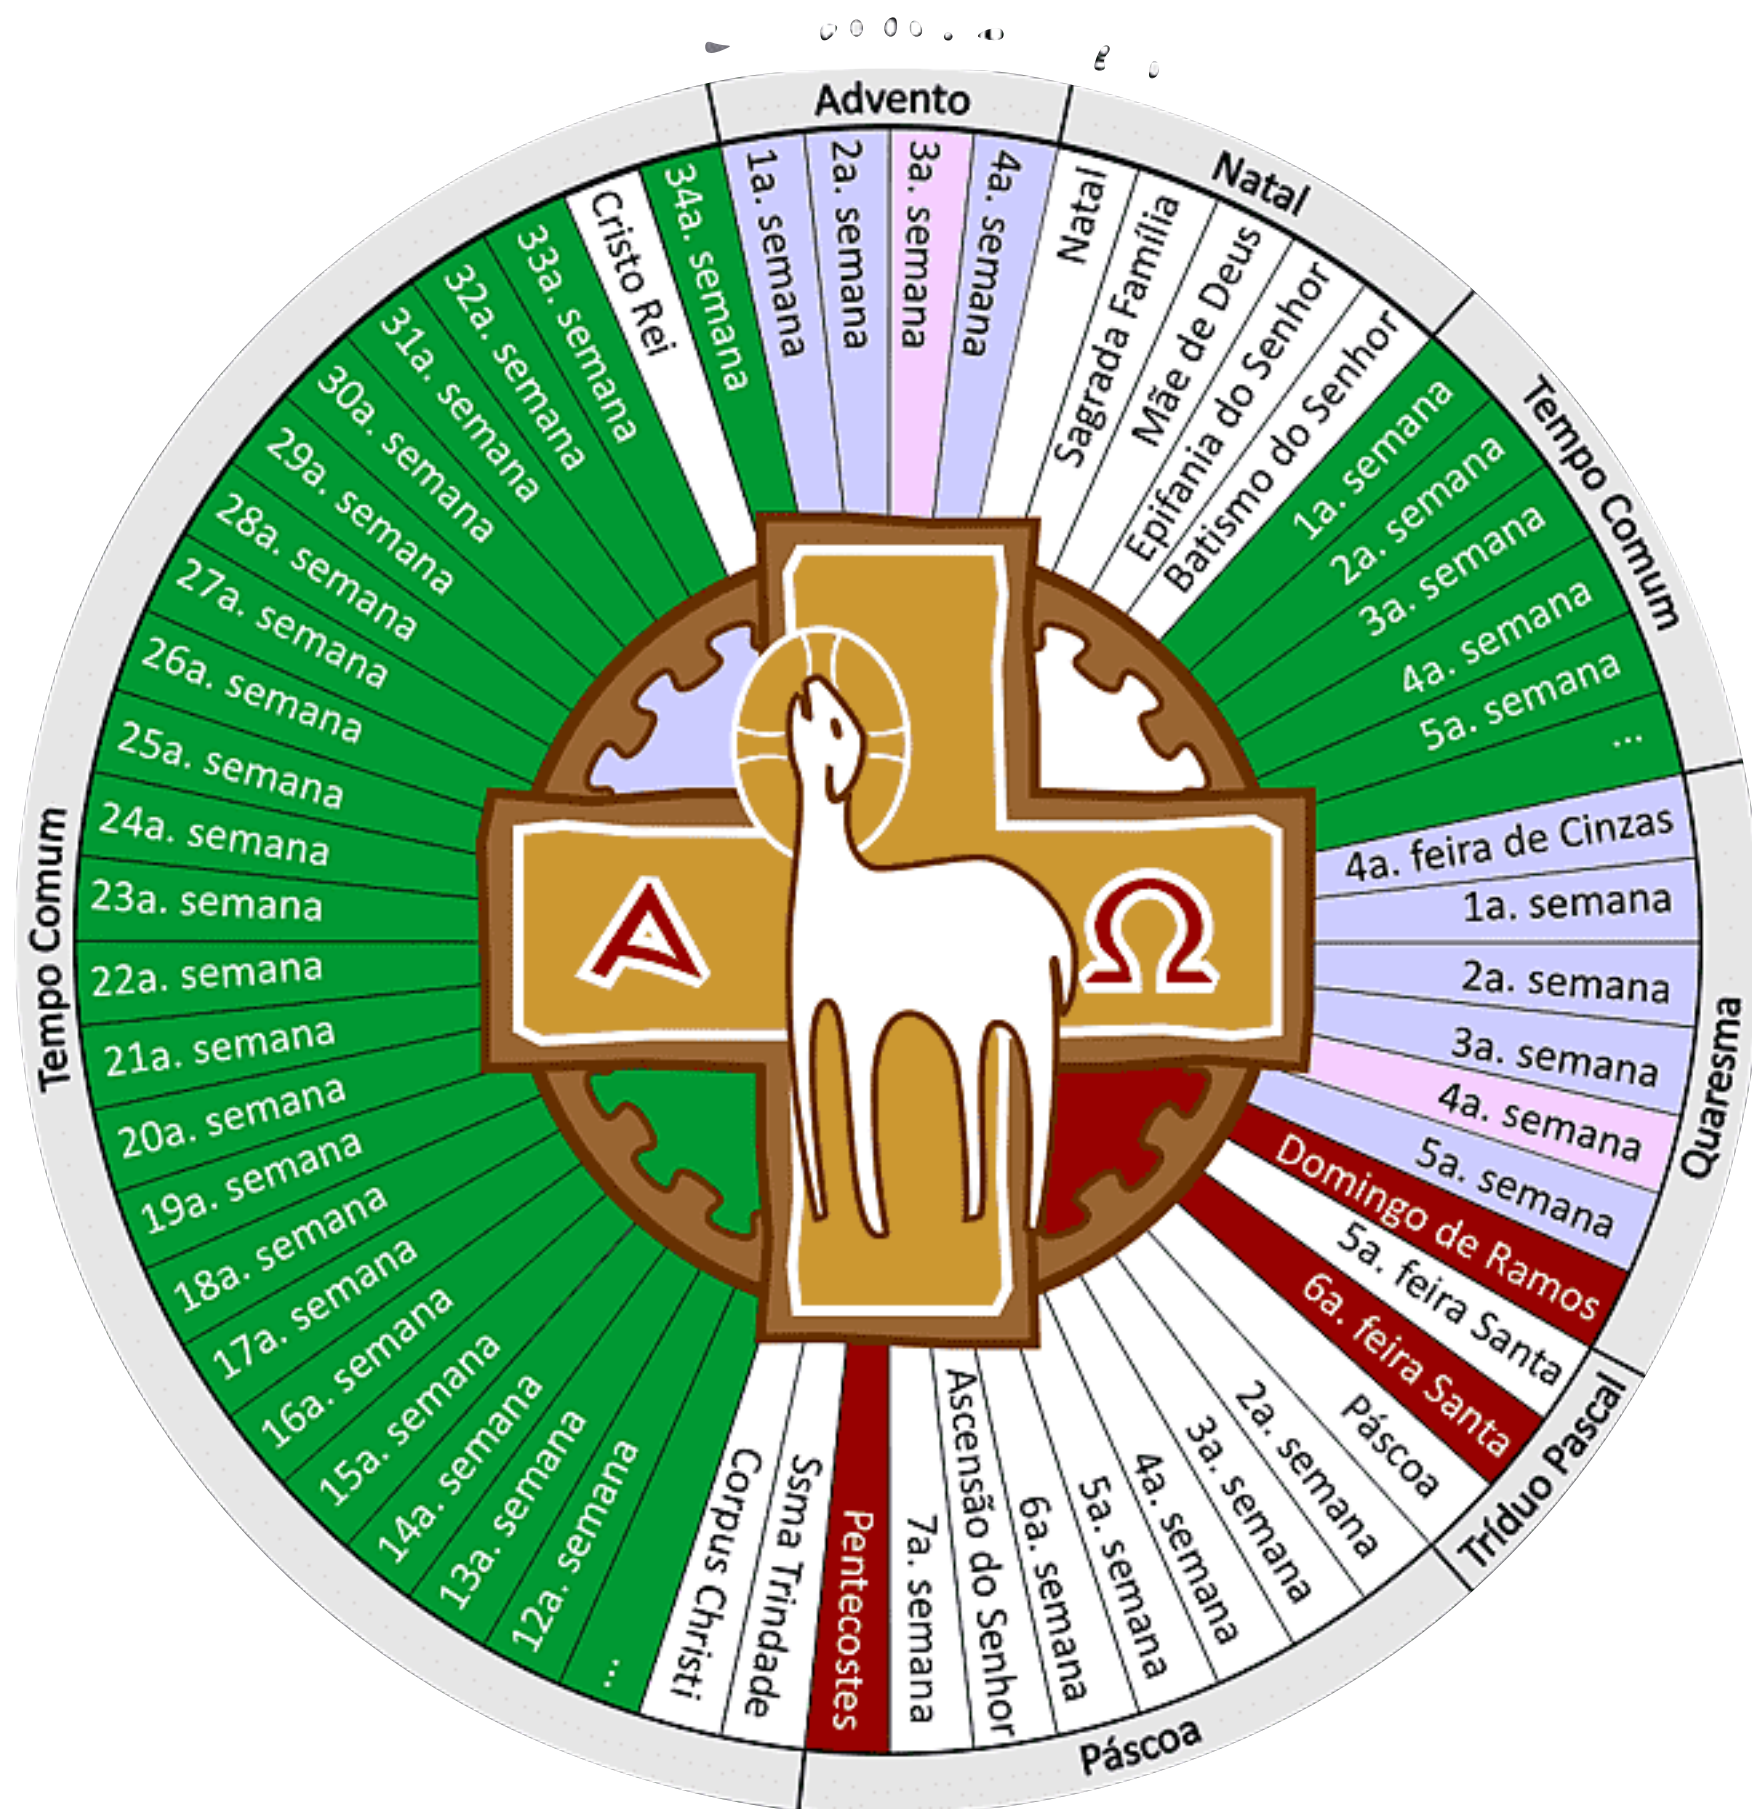 Advento
1a. semana
2a. semana
3a. semana
4a. semana
Natal
Natal
Sagrada Família
Mãe de Deus
Epifania do Senhor
Batismo do Senhor
Tempo Comum
1a. semana
2a. semana
3a. semana
4a. semana
5a. semana
...
Quaresma
4a. feira de Cinzas
1a. semana
2a. semana
3a. semana
4a. semana
5a. semana
Domingo de Ramos
Tríduo Pascal
5a. feira Santa
6a. feira Santa
Páscoa
Páscoa
2a. semana
3a. semana
4a. semana
5a. semana
6a. semana
Ascensão do Senhor
7a. semana
Pentecostes
Tempo Comum
Ssma Trindade
Corpus Christi
...
12a. semana
13a. semana
14a. semana
15a. semana
16a. semana
17a. semana
18a. semana
19a. semana
20a. semana
21a. semana
22a. semana
23a. semana
24a. semana
25a. semana
26a. semana
27a. semana
28a. semana
29a. semana
30a. semana
31a. semana
32a. semana
33a. semana
Cristo Rei
34a. semana
Α
Ω